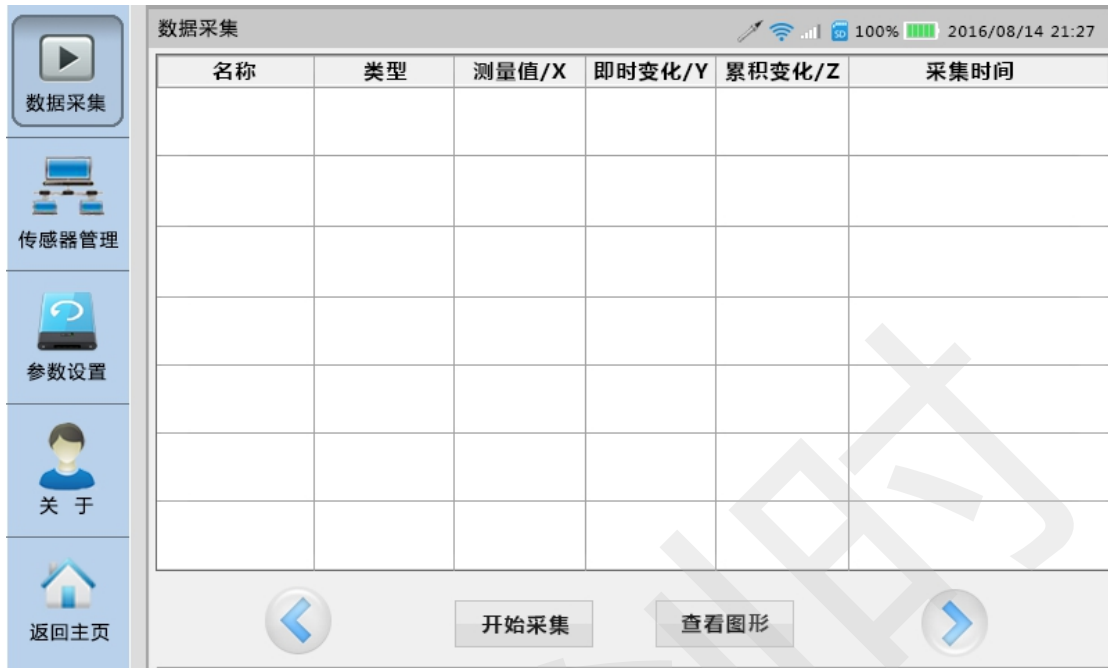 数据采集
SD 100% 2016/08/14 21:27
名称 类型 测量值/X 即时变化/Y 累积变化/Z 采集时间
数据采集
传感器管理
参数设置
关 于
返回主页
开始采集 查看图形
时